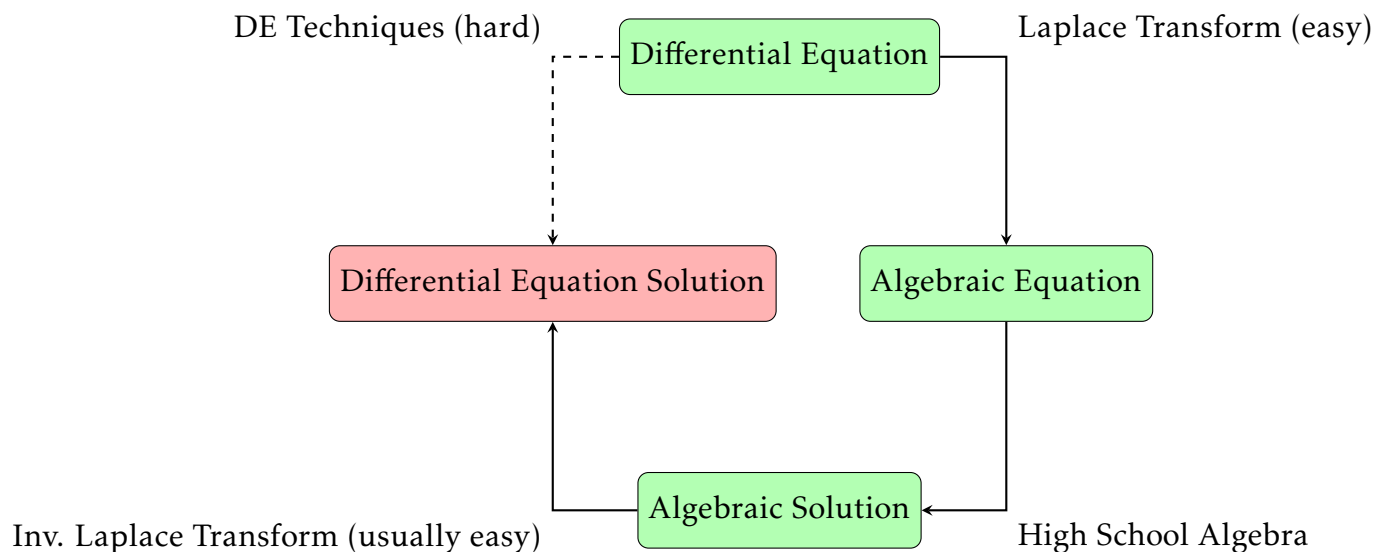 DE Techniques (hard)
Differential Equation
Laplace Transform (easy)
Differential Equation Solution
Algebraic Equation
Algebraic Solution
Inv. Laplace Transform (usually easy)
High School Algebra